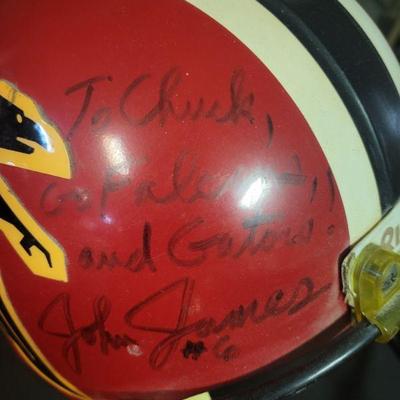 To Chuck,
Go Falcons,
and Gators.
John James
#6